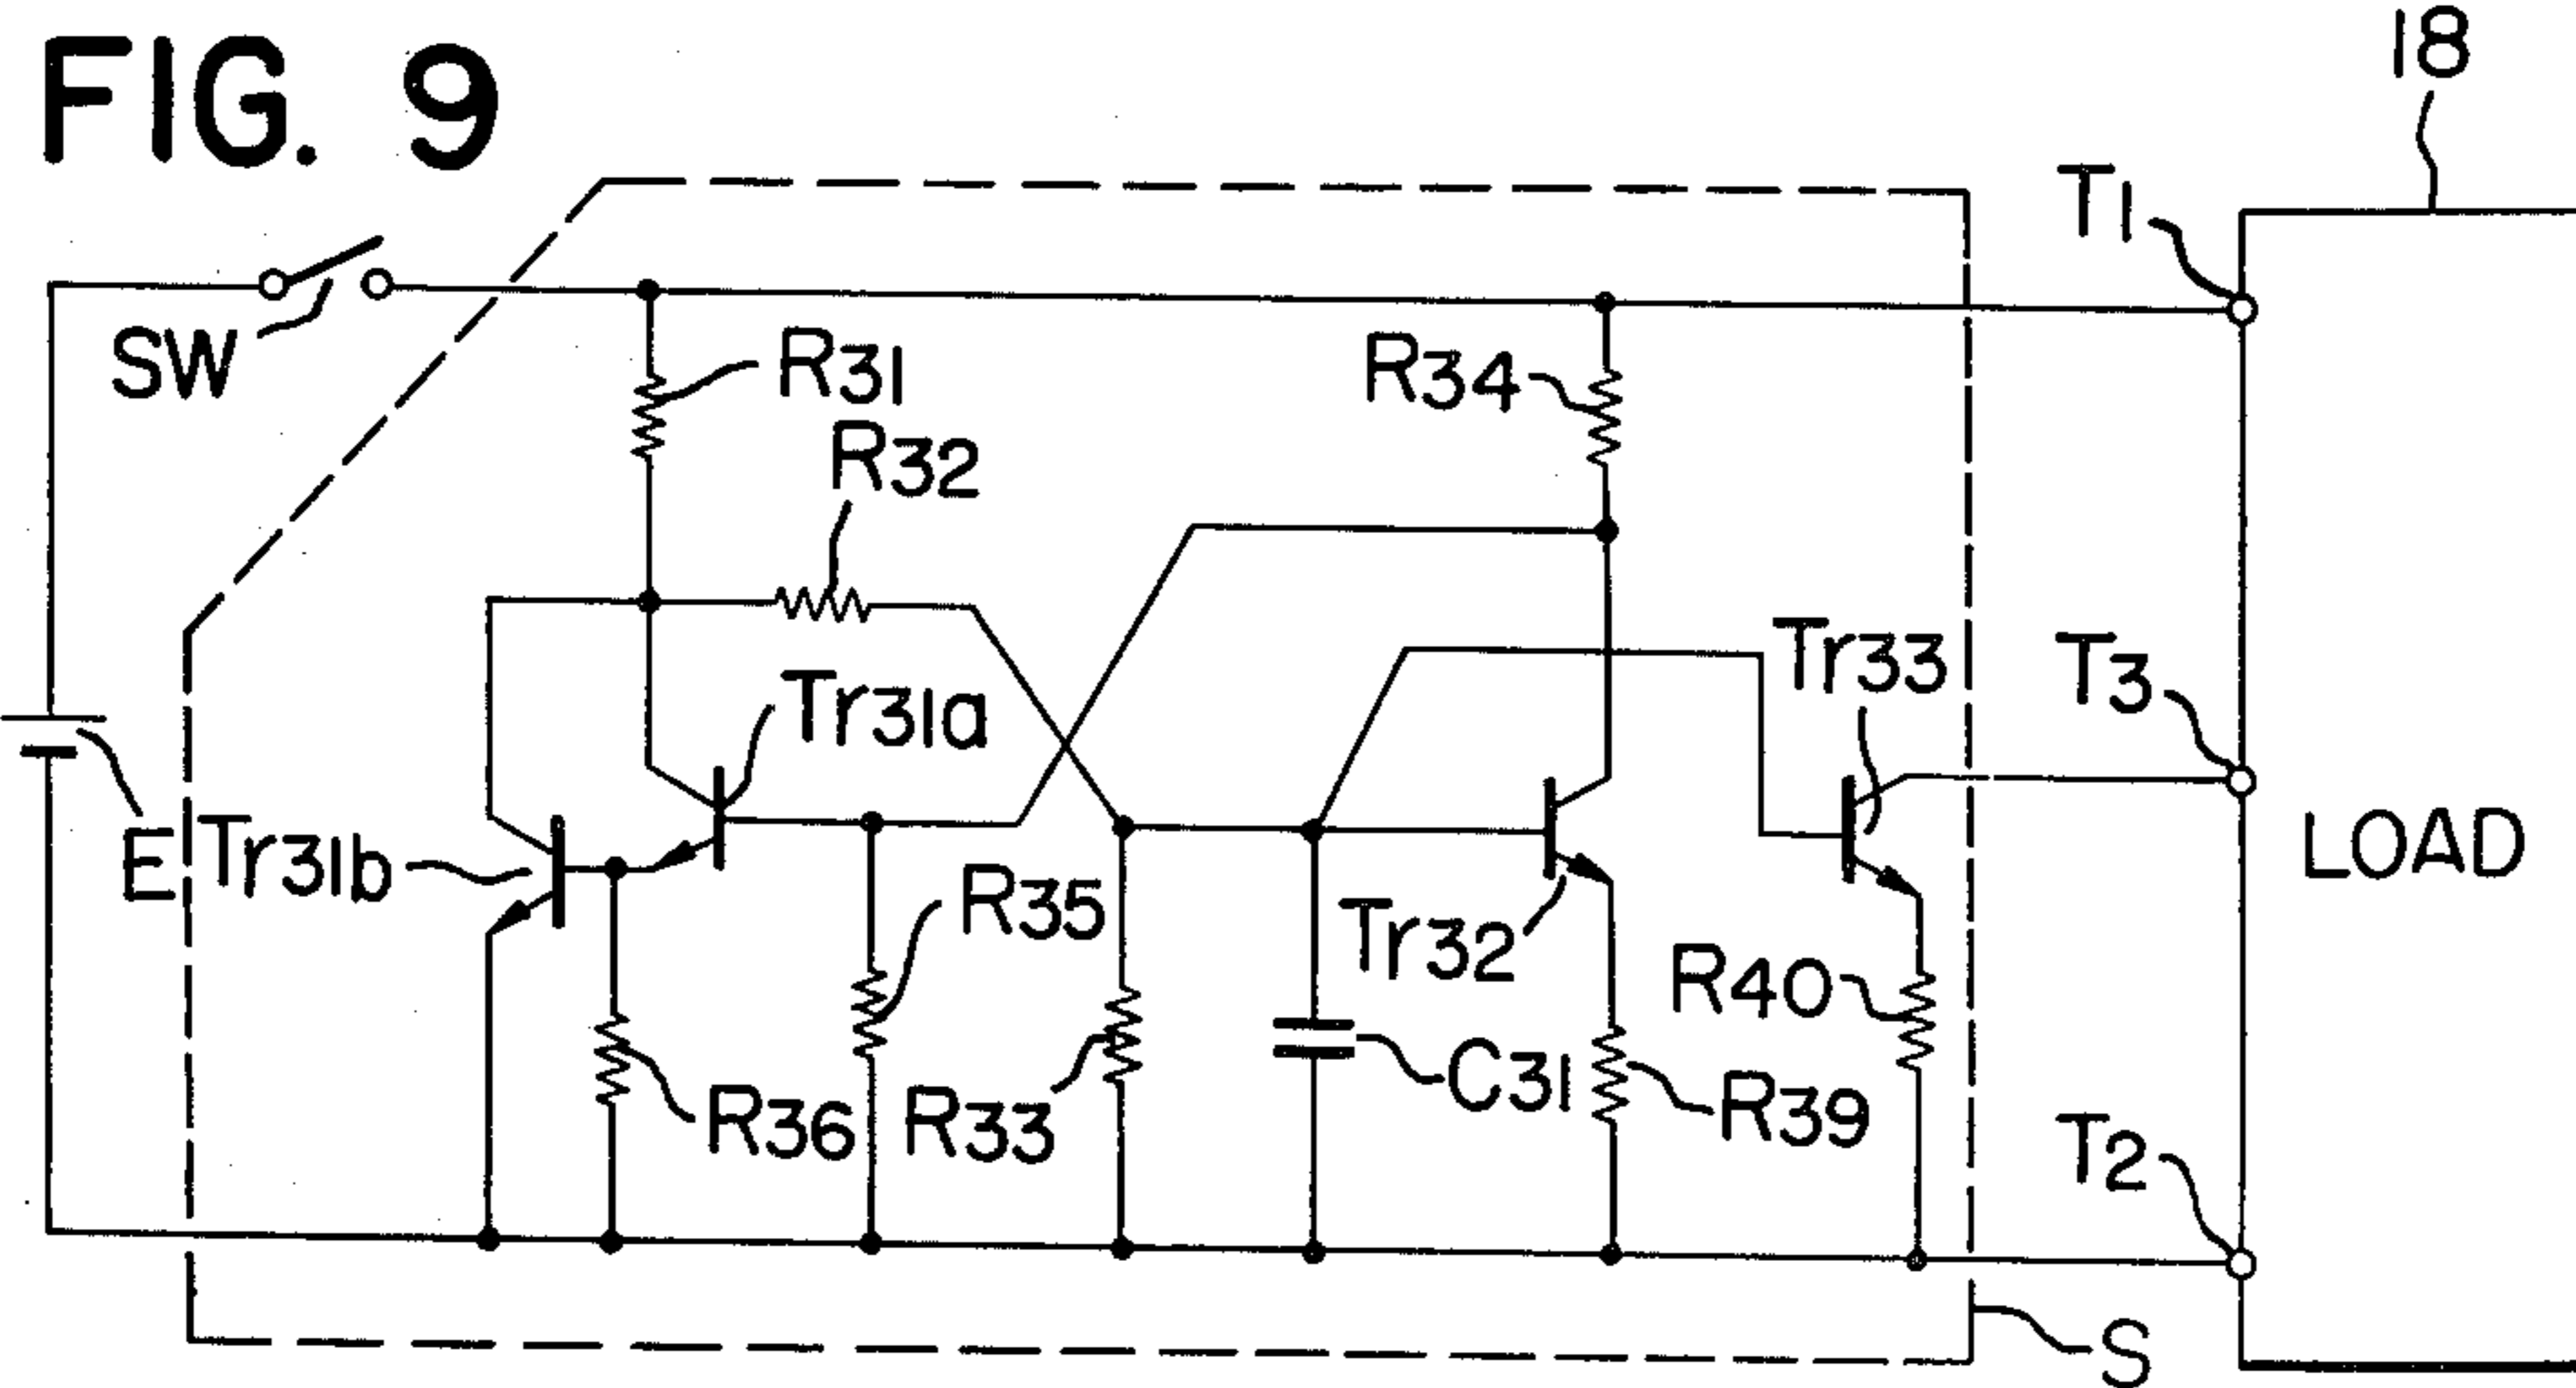 FIG. 9
18
T1
SW
R31
R34
R32
Tr31a
Tr33
T3
E
Tr31b
LOAD
R35
Tr32
R40
R36
R33
C31
R39
T2
S